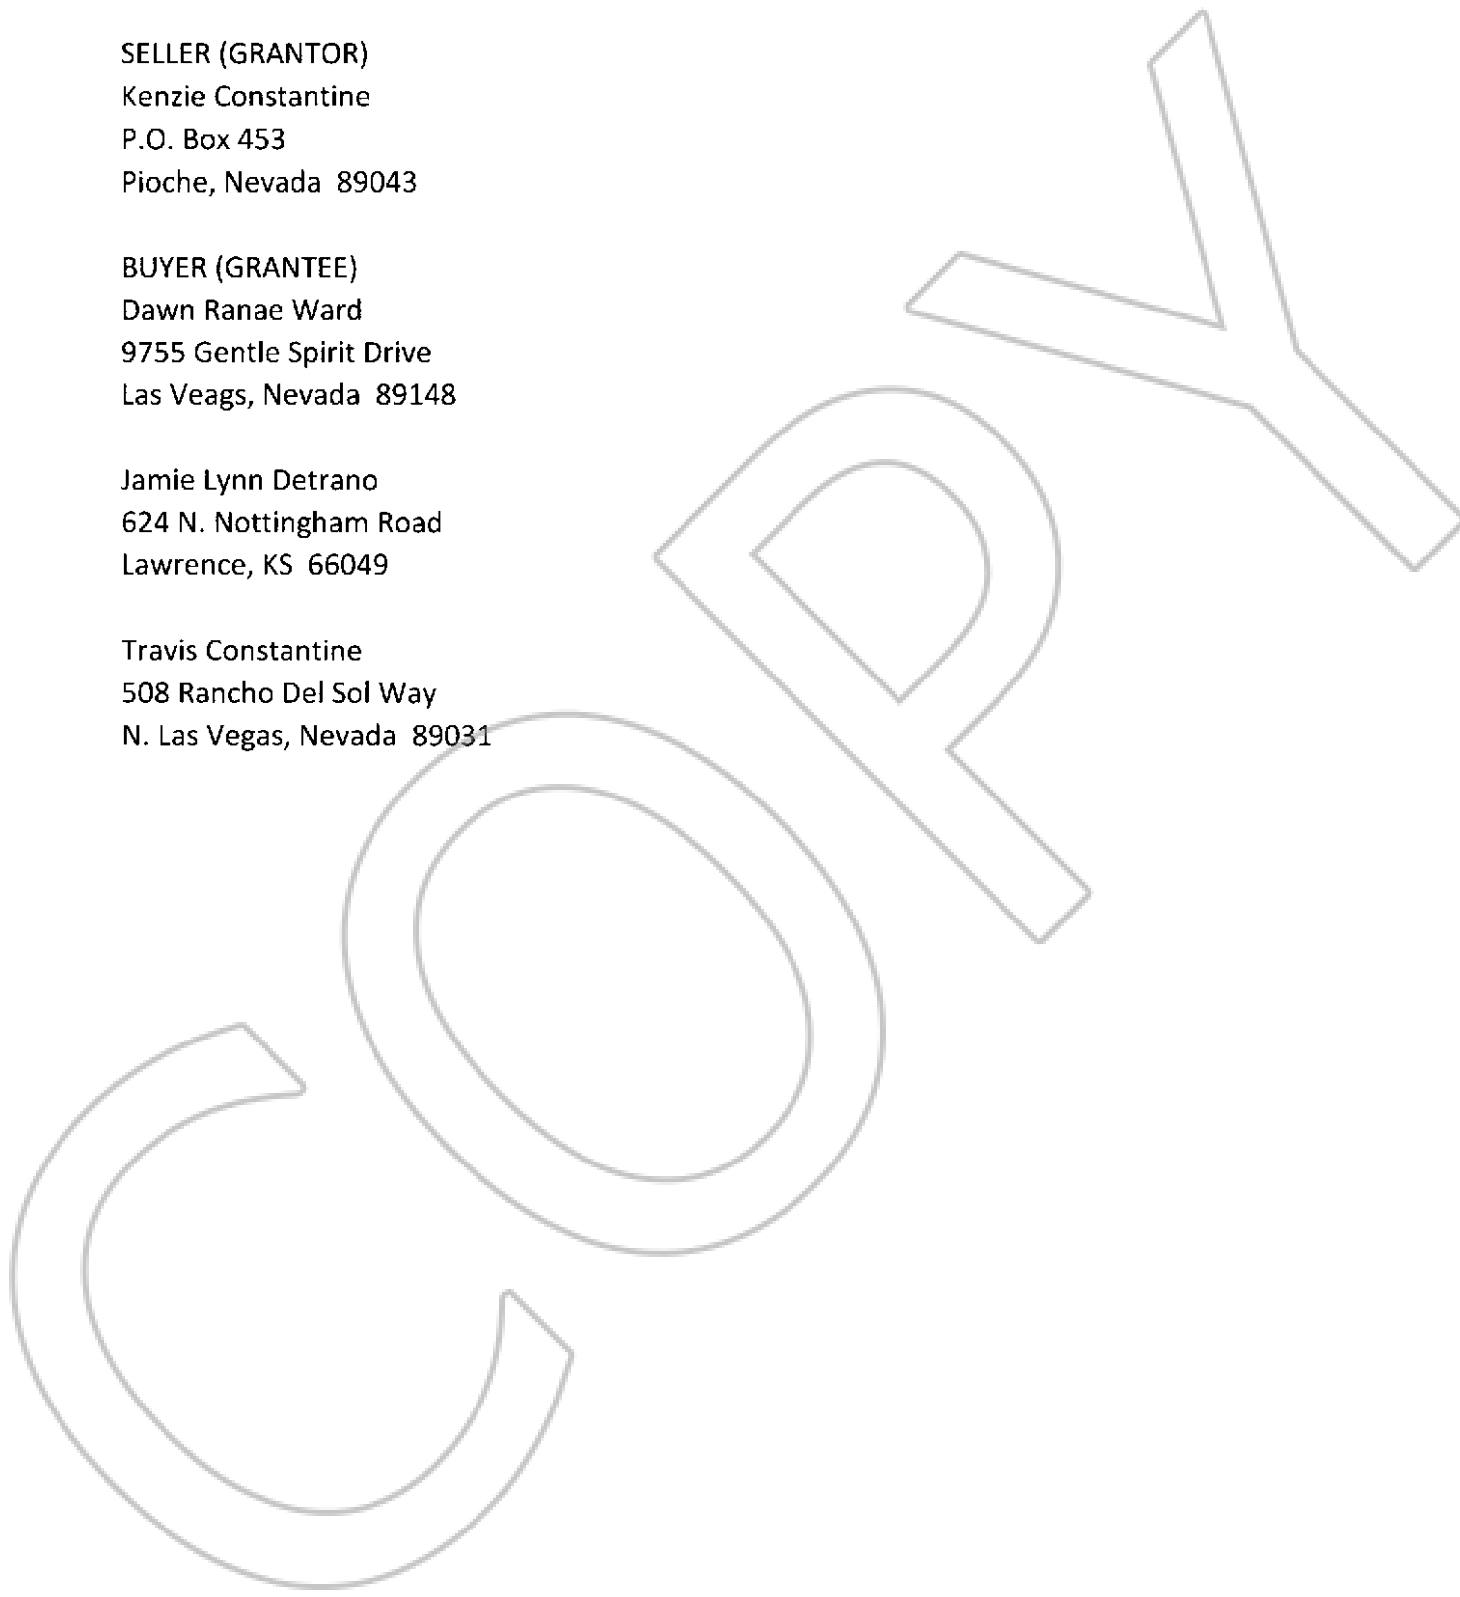 SELLER (GRANTOR)
Kenzie Constantine
P.O. Box 453
Pioche, Nevada  89043
BUYER (GRANTEE)
Dawn Ranae Ward
9755 Gentle Spirit Drive
Las Veags, Nevada  89148
Jamie Lynn Detrano
624 N. Nottingham Road
Lawrence, KS  66049
Travis Constantine
508 Rancho Del Sol Way
N. Las Vegas, Nevada  89031
COPY